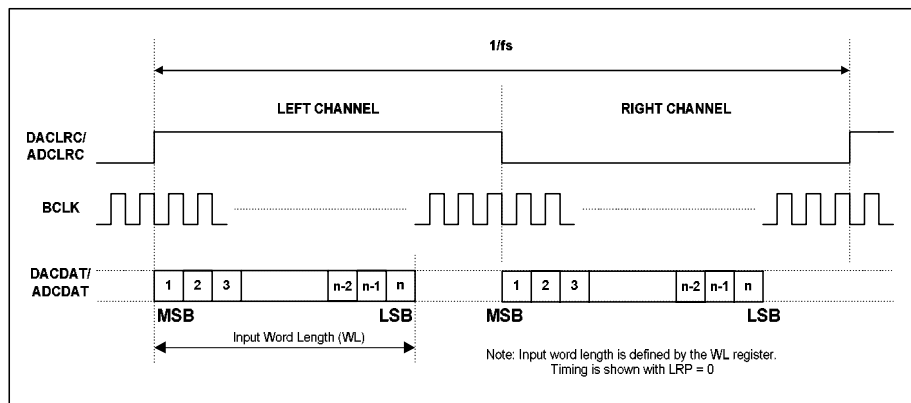 1/fs
LEFT CHANNEL
RIGHT CHANNEL
DACLRC/
ADCLRC
BCLK
DACDAT/
ADCDAT
1 2 3 n-2 n-1 n 1 2 3 n-2 n-1 n
MSB LSB MSB LSB
Input Word Length (WL)
Note: Input word length is defined by the WL register.
Timing is shown with LRP = 0